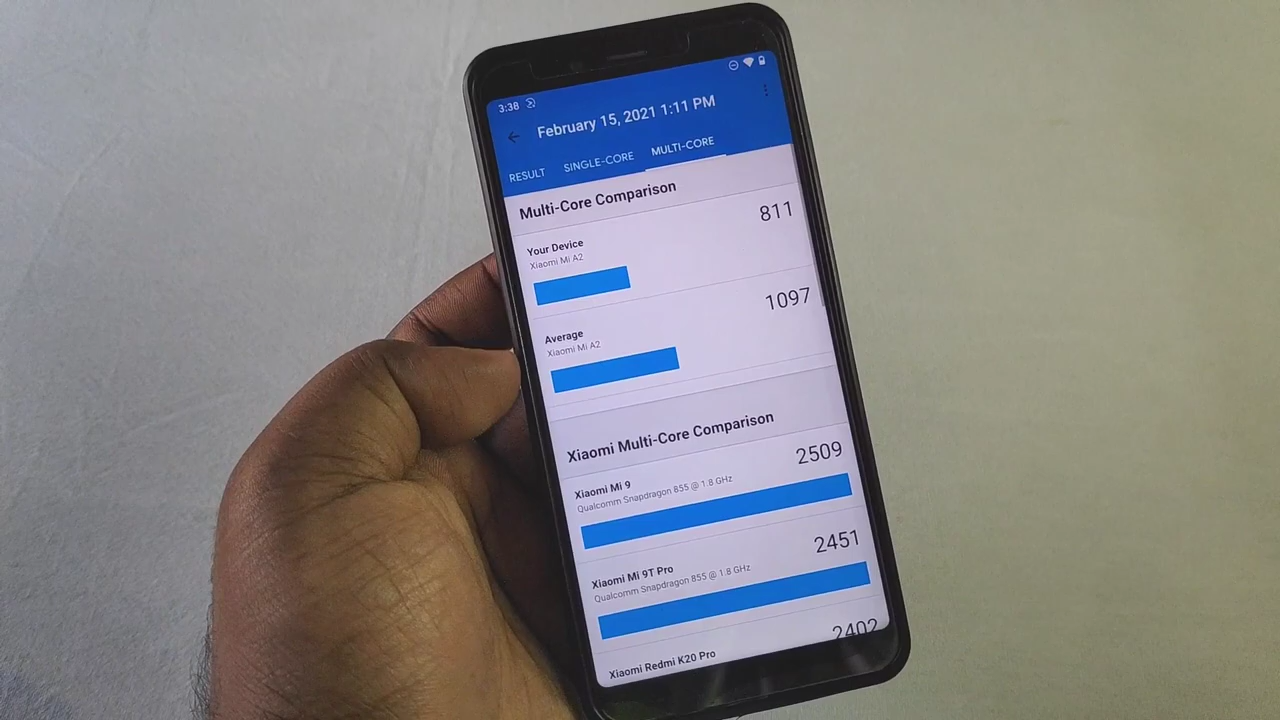 3:38
February 15, 2021 1:11 PM
RESULT SINGLE-CORE MULTI-CORE
Multi-Core Comparison
Your Device 811
Xiaomi Mi A2
Average 1097
Xiaomi Mi A2
Xiaomi Multi-Core Comparison
Xiaomi Mi 9 2509
Qualcomm Snapdragon 855 @ 1.8 GHz
Xiaomi Mi 9T Pro 2451
Qualcomm Snapdragon 855 @ 1.8 GHz
Xiaomi Redmi K20 Pro 2402